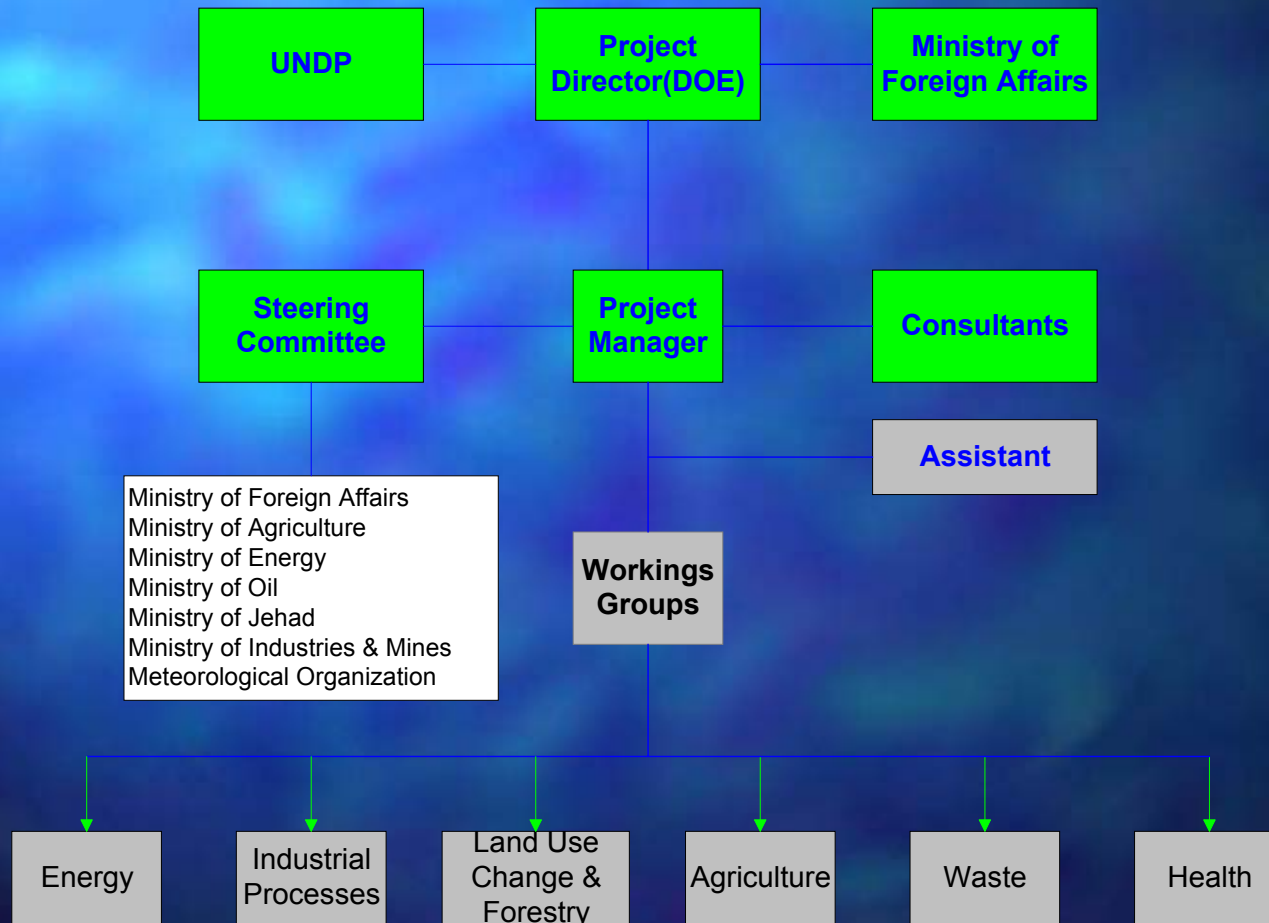 UNDP
Project
Director(DOE)
Ministry of
Foreign Affairs
Steering
Committee
Project
Manager
Consultants
Assistant
Ministry of Foreign Affairs
Ministry of Agriculture
Ministry of Energy
Ministry of Oil
Ministry of Jehad
Ministry of Industries & Mines
Meteorological Organization
Workings
Groups
Energy
Industrial
Processes
Land Use
Change &
Forestry
Agriculture
Waste
Health